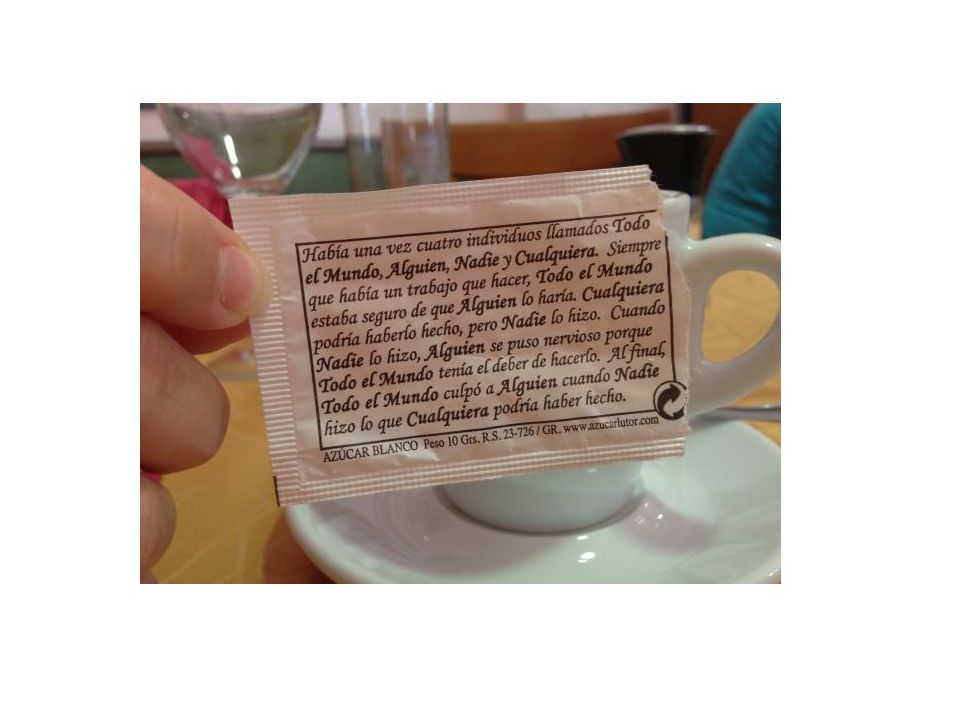 Había una vez cuatro individuos llamados Todo
el Mundo, Alguien, Nadie y Cualquiera. Siempre
que había un trabajo que hacer, Todo el Mundo
estaba seguro de que Alguien lo haría. Cualquiera
podría haberlo hecho, pero Nadie lo hizo. Cuando
Nadie lo hizo, Alguien se puso nervioso porque
Todo el Mundo tenía el deber de hacerlo. Al final,
Todo el Mundo culpó a Alguien cuando Nadie
hizo lo que Cualquiera podría haber hecho.
AZÚCAR BLANCO Peso 10 Grs. R.S. 23-726 / GR. www.azucarlutor.com